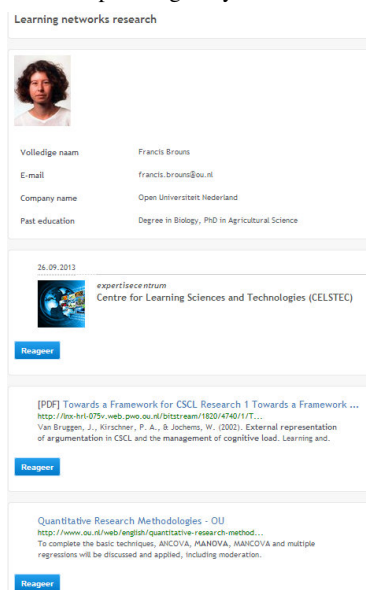 Learning networks research
Volledige naam Francis Brouns
E-mail francis.brouns@ou.nl
Company name Open Universiteit Nederland
Past education Degree in Biology, PhD in Agricultural Science
26.09.2013
expertisecentrum
Centre for Learning Sciences and Technologies (CELSTEC)
Reageer
[PDF] Towards a Framework for CSCL Research 1 Towards a Framework ...
http://lnx-hrl-075v.web.pwo.ou.nl/bitstream/1820/4740/1/T...
Van Bruggen, J., Kirschner, P. A., & Jochems, W. (2002). External representation
of argumentation in CSCL and the management of cognitive load. Learning and.
Reageer
Quantitative Research Methodologies - OU
http://www.ou.nl/web/english/quantitative-research-method...
To complete the basic techniques, ANCOVA, MANOVA, MANCOVA and multiple
regressions will be discussed and applied, including moderation.
Reageer